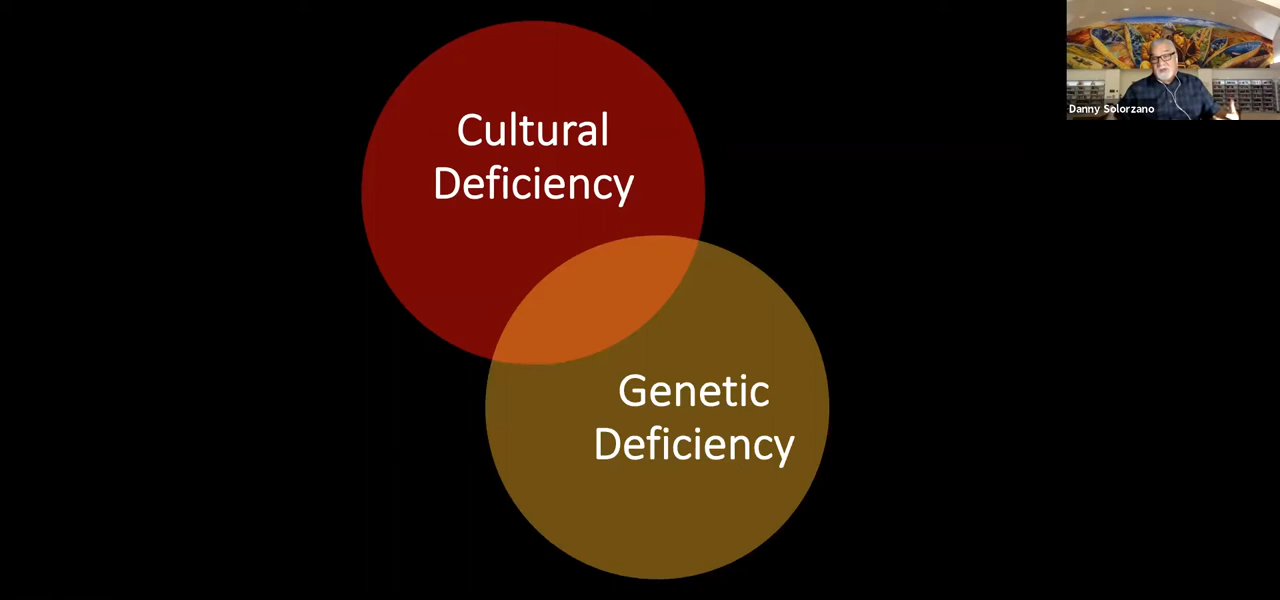 Cultural
Deficiency
Genetic
Deficiency
Danny Solorzano